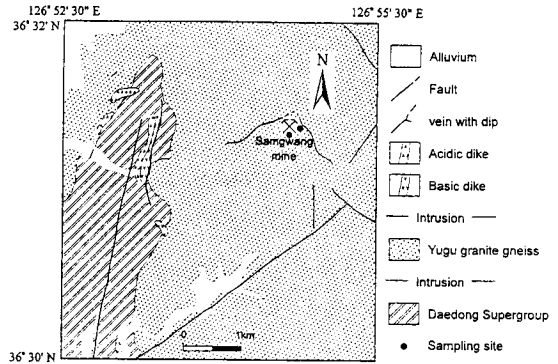 126° 52' 30" E
126° 55' 30" E
36° 32' N
N
Samgwang
mine
36° 30' N
0
1km
Alluvium
Fault
vein with dip
Acidic dike
Basic dike
Intrusion
Yugu granite gneiss
Intrusion
Daedong Supergroup
Sampling site